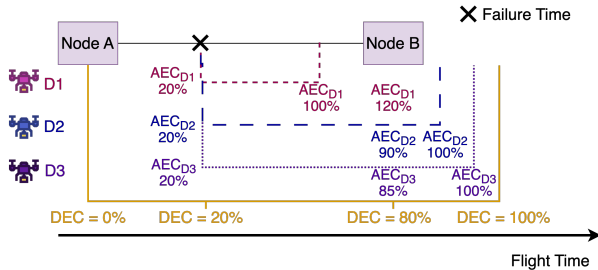 Failure Time
Node A
Node B
D1
AEC_D1
20%
AEC_D1
100%
AEC_D1
120%
D2
AEC_D2
20%
AEC_D2
90%
AEC_D2
100%
D3
AEC_D3
20%
AEC_D3
85%
AEC_D3
100%
DEC = 0%
DEC = 20%
DEC = 80%
DEC = 100%
Flight Time